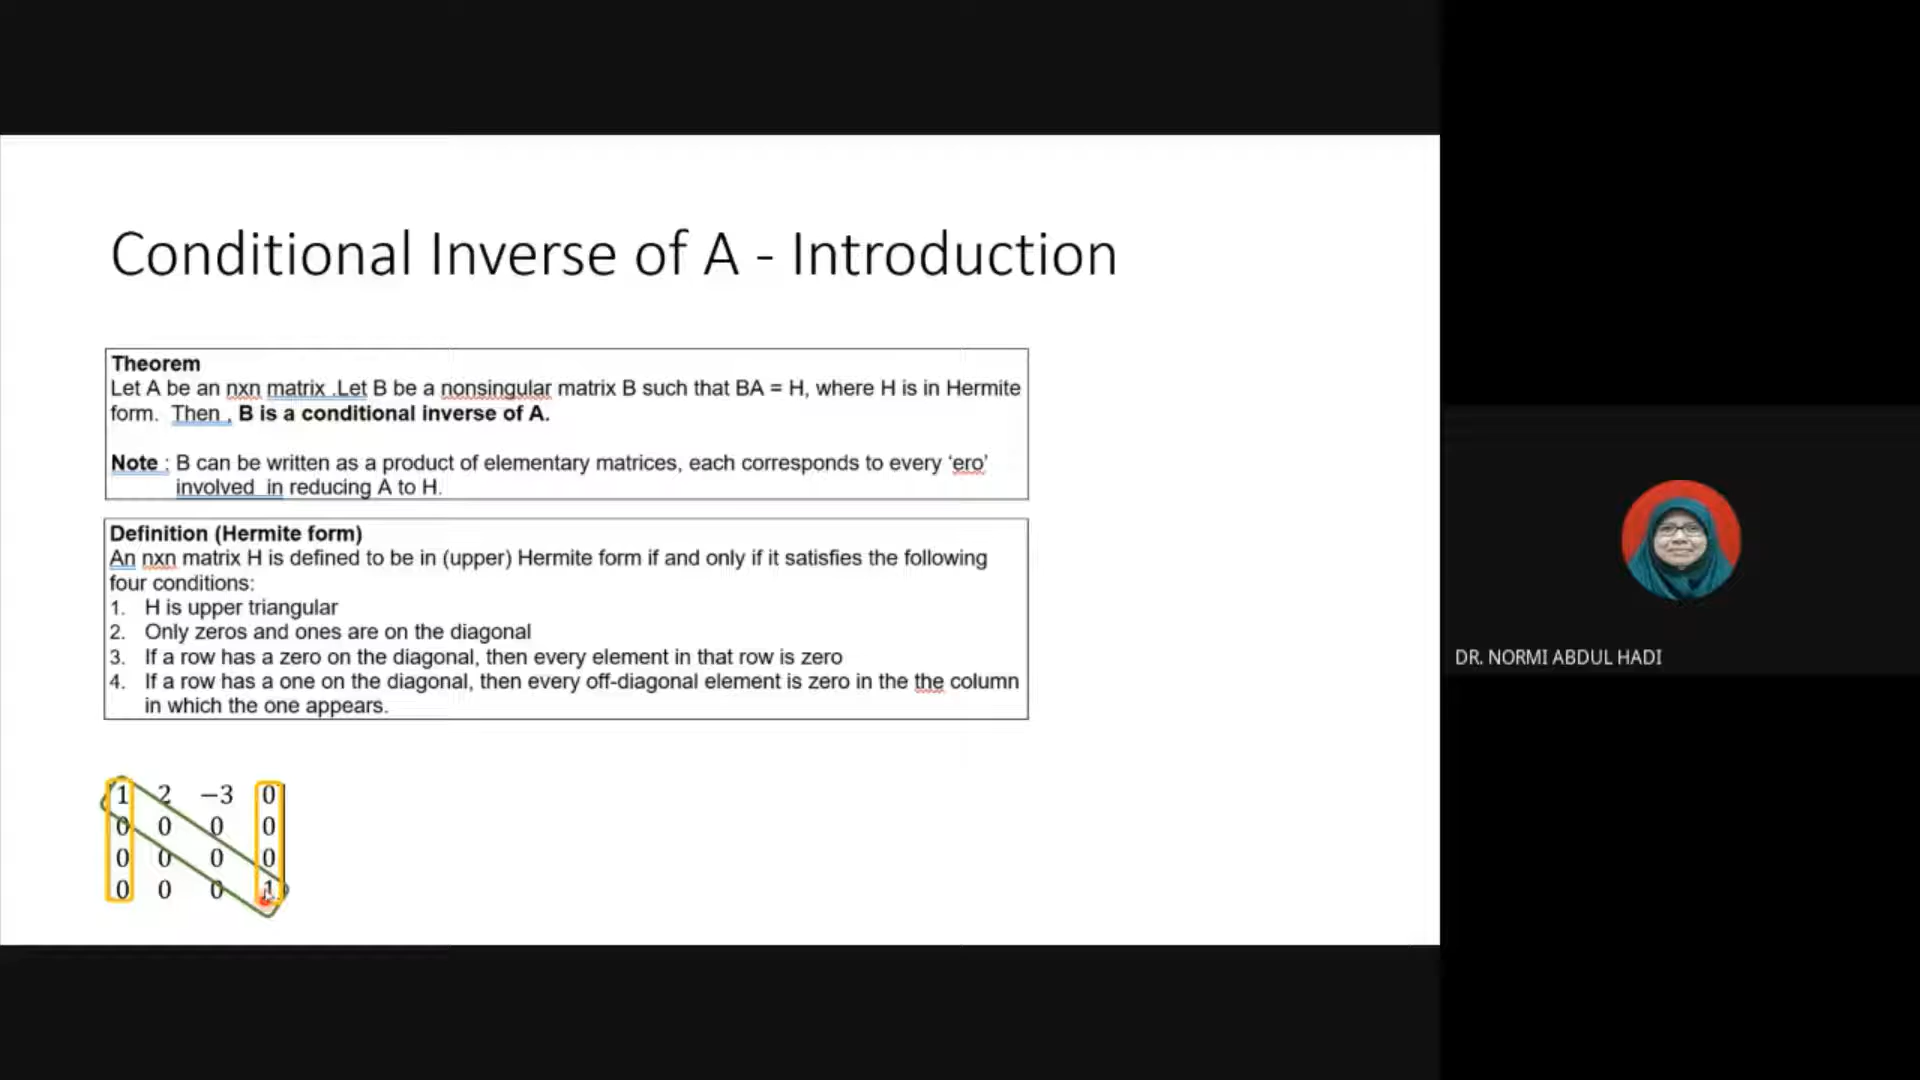 Conditional Inverse of A - Introduction
Theorem
Let A be an nxn matrix .Let B be a nonsingular matrix B such that BA = H, where H is in Hermite
form. Then , B is a conditional inverse of A.
Note : B can be written as a product of elementary matrices, each corresponds to every ‘ero’
involved in reducing A to H.
Definition (Hermite form)
An nxn matrix H is defined to be in (upper) Hermite form if and only if it satisfies the following
four conditions:
1. H is upper triangular
2. Only zeros and ones are on the diagonal
3. If a row has a zero on the diagonal, then every element in that row is zero
4. If a row has a one on the diagonal, then every off-diagonal element is zero in the the column
in which the one appears.
1 2 −3 0
0 0 0 0
0 0 0 0
0 0 0 1
DR. NORMI ABDUL HADI